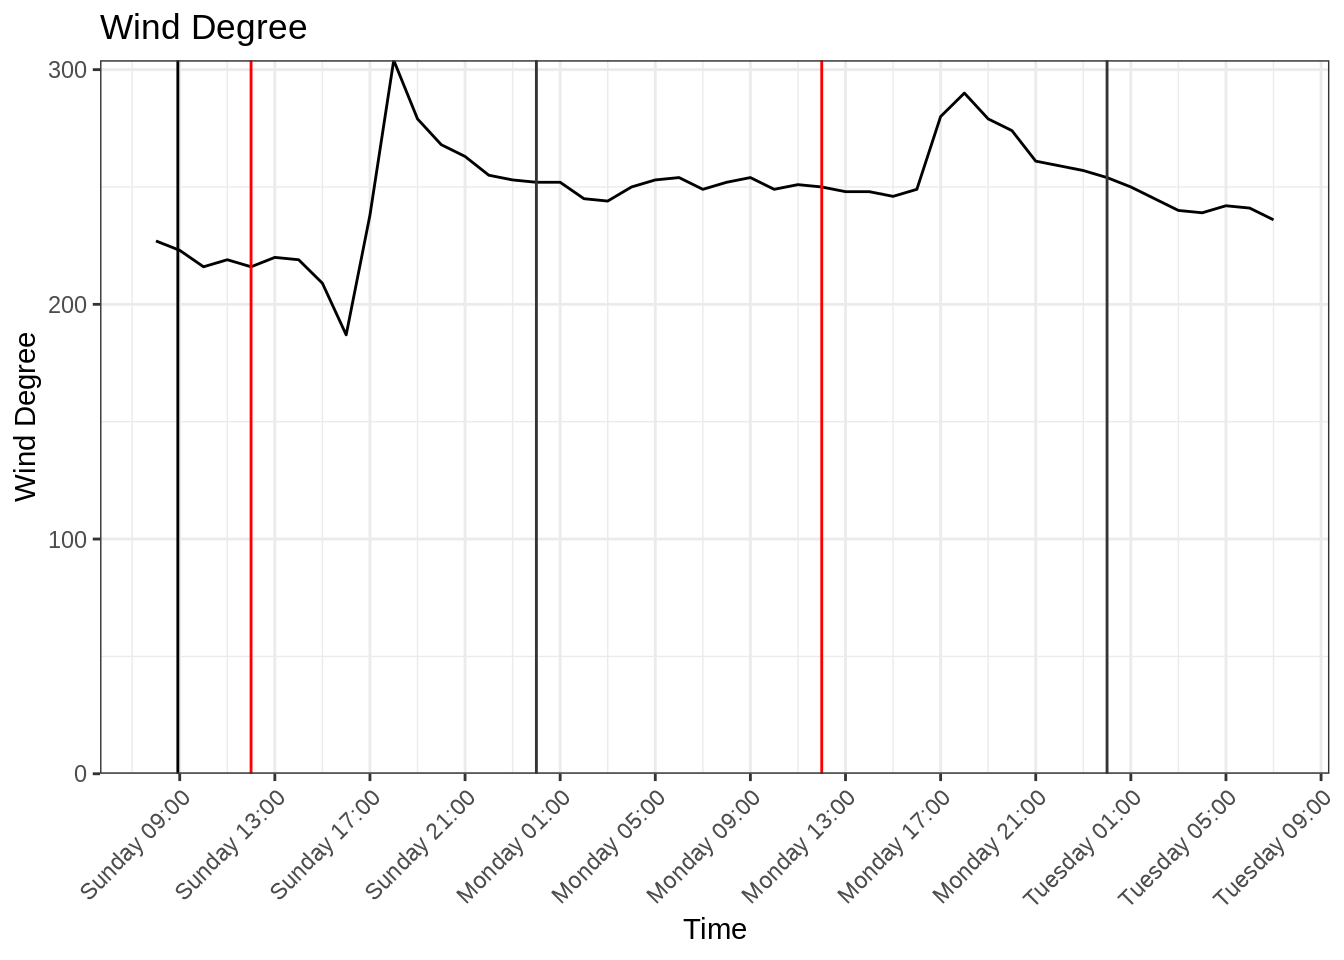 Wind Degree
300
200
100
0
Wind Degree
Sunday 09:00
Sunday 13:00
Sunday 17:00
Sunday 21:00
Monday 01:00
Monday 05:00
Monday 09:00
Monday 13:00
Monday 17:00
Monday 21:00
Tuesday 01:00
Tuesday 05:00
Tuesday 09:00
Time